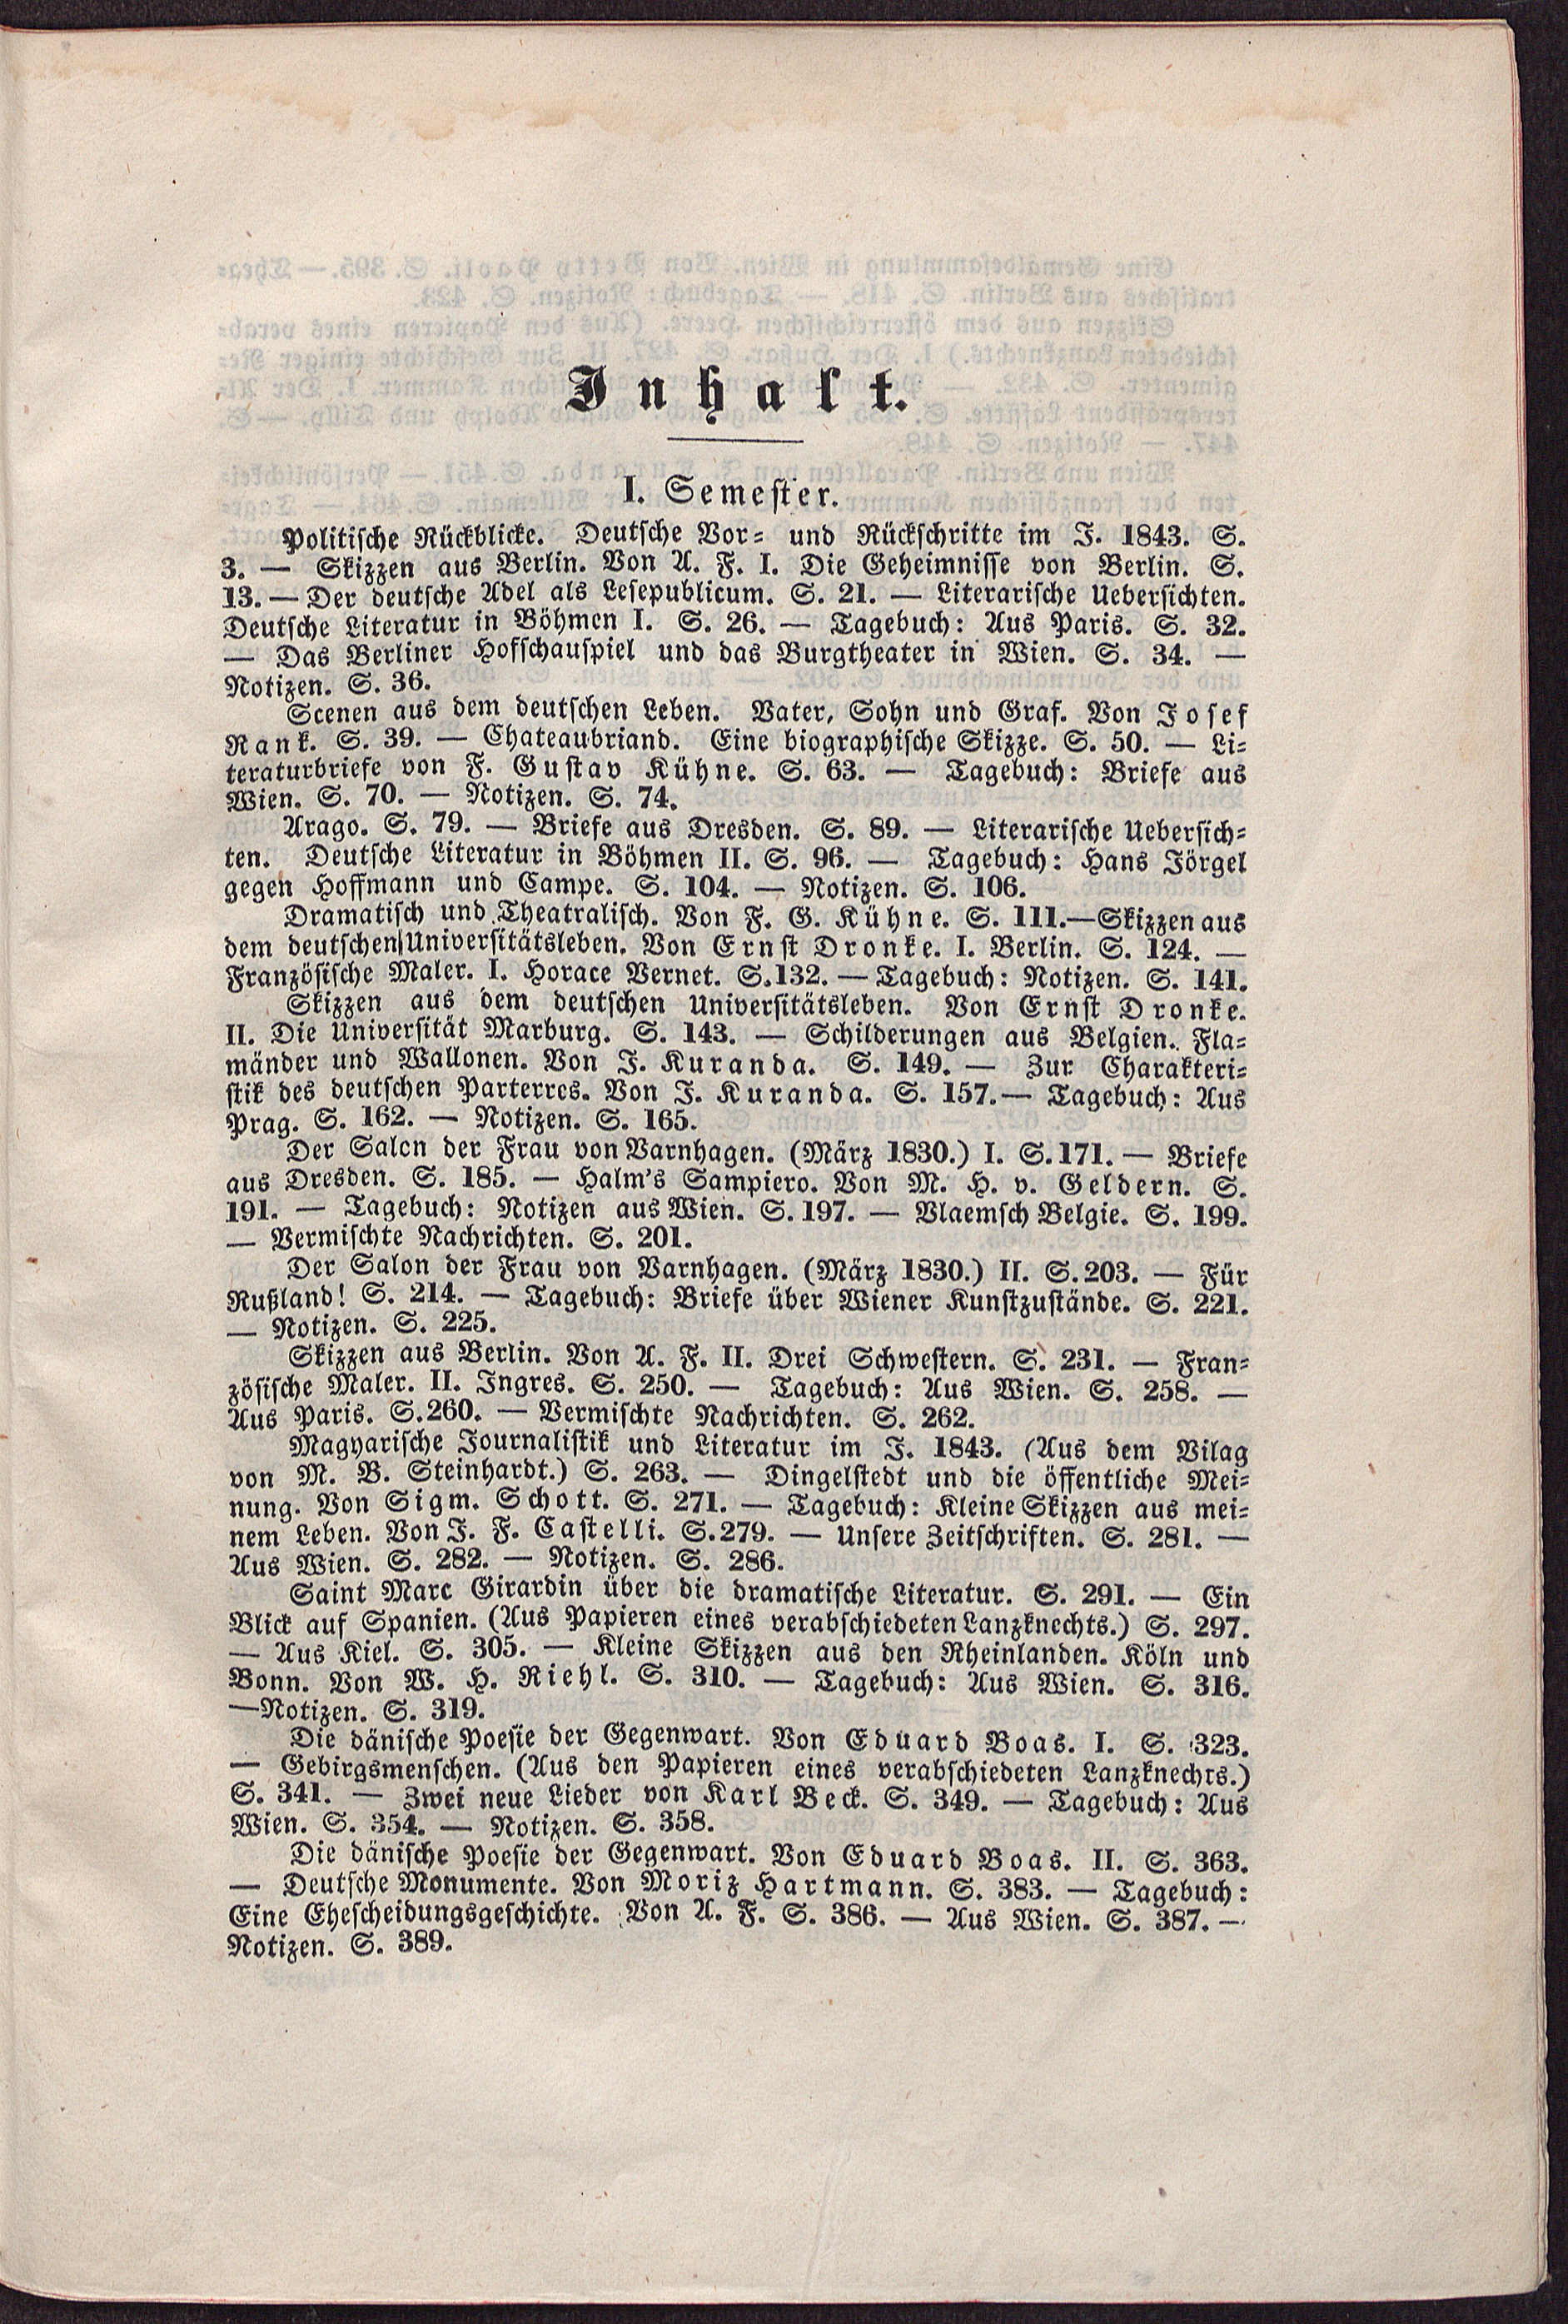 Inhalt.
I. Semester.
Politische Rückblicke. Deutsche Vor- und Rückschritte im J. 1843. S.
3. — Skizzen aus Berlin. Von A. F. I. Die Geheimnisse von Berlin. S.
13. — Der deutsche Adel als Lesepublicum. S. 21. — Literarische Uebersichten.
Deutsche Literatur in Böhmen I. S. 26. — Tagebuch: Aus Paris. S. 32.
— Das Berliner Hofschauspiel und das Burgtheater in Wien. S. 34. —
Notizen. S. 36.
Scenen aus dem deutschen Leben. Vater, Sohn und Graf. Von Josef
Rank. S. 39. — Chateaubriand. Eine biographische Skizze. S. 50. — Li-
teraturbriefe von F. Gustav Kühne. S. 63. — Tagebuch: Briefe aus
Wien. S. 70. — Notizen. S. 74.
Arago. S. 79. — Briefe aus Dresden. S. 89. — Literarische Uebersich-
ten. Deutsche Literatur in Böhmen II. S. 96. — Tagebuch: Hans Jörgel
gegen Hoffmann und Campe. S. 104. — Notizen. S. 106.
Dramatisch und Theatralisch. Von F. G. Kühne. S. 111. — Skizzen aus
dem deutschen Universitätsleben. Von Ernst Dronke. I. Berlin. S. 124. —
Französische Maler. I. Horace Vernet. S. 132. — Tagebuch: Notizen. S. 141.
Skizzen aus dem deutschen Universitätsleben. Von Ernst Dronke.
II. Die Universität Marburg. S. 143. — Schilderungen aus Belgien. Fla-
mänder und Wallonen. Von J. Kuranda. S. 149. — Zur Charakteri-
stik des deutschen Parterres. Von J. Kuranda. S. 157. — Tagebuch: Aus
Prag. S. 162. — Notizen. S. 165.
Der Salon der Frau von Varnhagen. (März 1830.) I. S. 171. — Briefe
aus Dresden. S. 185. — Halm's Sampiero. Von M. H. v. Geldern. S.
191. — Tagebuch: Notizen aus Wien. S. 197. — Vlaemsch Belgie. S. 199.
— Vermischte Nachrichten. S. 201.
Der Salon der Frau von Varnhagen. (März 1830.) II. S. 203. — Für
Rußland! S. 214. — Tagebuch: Briefe über Wiener Kunstzustände. S. 221.
— Notizen. S. 225.
Skizzen aus Berlin. Von A. F. II. Drei Schwestern. S. 231. — Fran-
zösische Maler. II. Ingres. S. 250. — Tagebuch: Aus Wien. S. 258. —
Aus Paris. S. 260. — Vermischte Nachrichten. S. 262.
Magyarische Journalistik und Literatur im J. 1843. (Aus dem Vilag
von M. B. Steinhardt.) S. 263. — Dingelstedt und die öffentliche Mei-
nung. Von Sigm. Schott. S. 271. — Tagebuch: Kleine Skizzen aus mei-
nem Leben. Von J. F. Castelli. S. 279. — Unsere Zeitschriften. S. 281. —
Aus Wien. S. 282. — Notizen. S. 286.
Saint Marc Girardin über die dramatische Literatur. S. 291. — Ein
Blick auf Spanien. (Aus Papieren eines verabschiedeten Lanzknechts.) S. 297.
— Aus Kiel. S. 305. — Kleine Skizzen aus den Rheinlanden. Köln und
Bonn. Von W. H. Riehl. S. 310. — Tagebuch: Aus Wien. S. 316.
— Notizen. S. 319.
Die dänische Poesie der Gegenwart. Von Eduard Boas. I. S. 323.
— Gebirgsmenschen. (Aus den Papieren eines verabschiedeten Lanzknechts.)
S. 341. — Zwei neue Lieder von Karl Beck. S. 349. — Tagebuch: Aus
Wien. S. 354. — Notizen. S. 358.
Die dänische Poesie der Gegenwart. Von Eduard Boas. II. S. 363.
— Deutsche Monumente. Von Moriz Hartmann. S. 383. — Tagebuch:
Eine Ehescheidungsgeschichte. Von A. F. S. 386. — Aus Wien. S. 387. —
Notizen. S. 389.